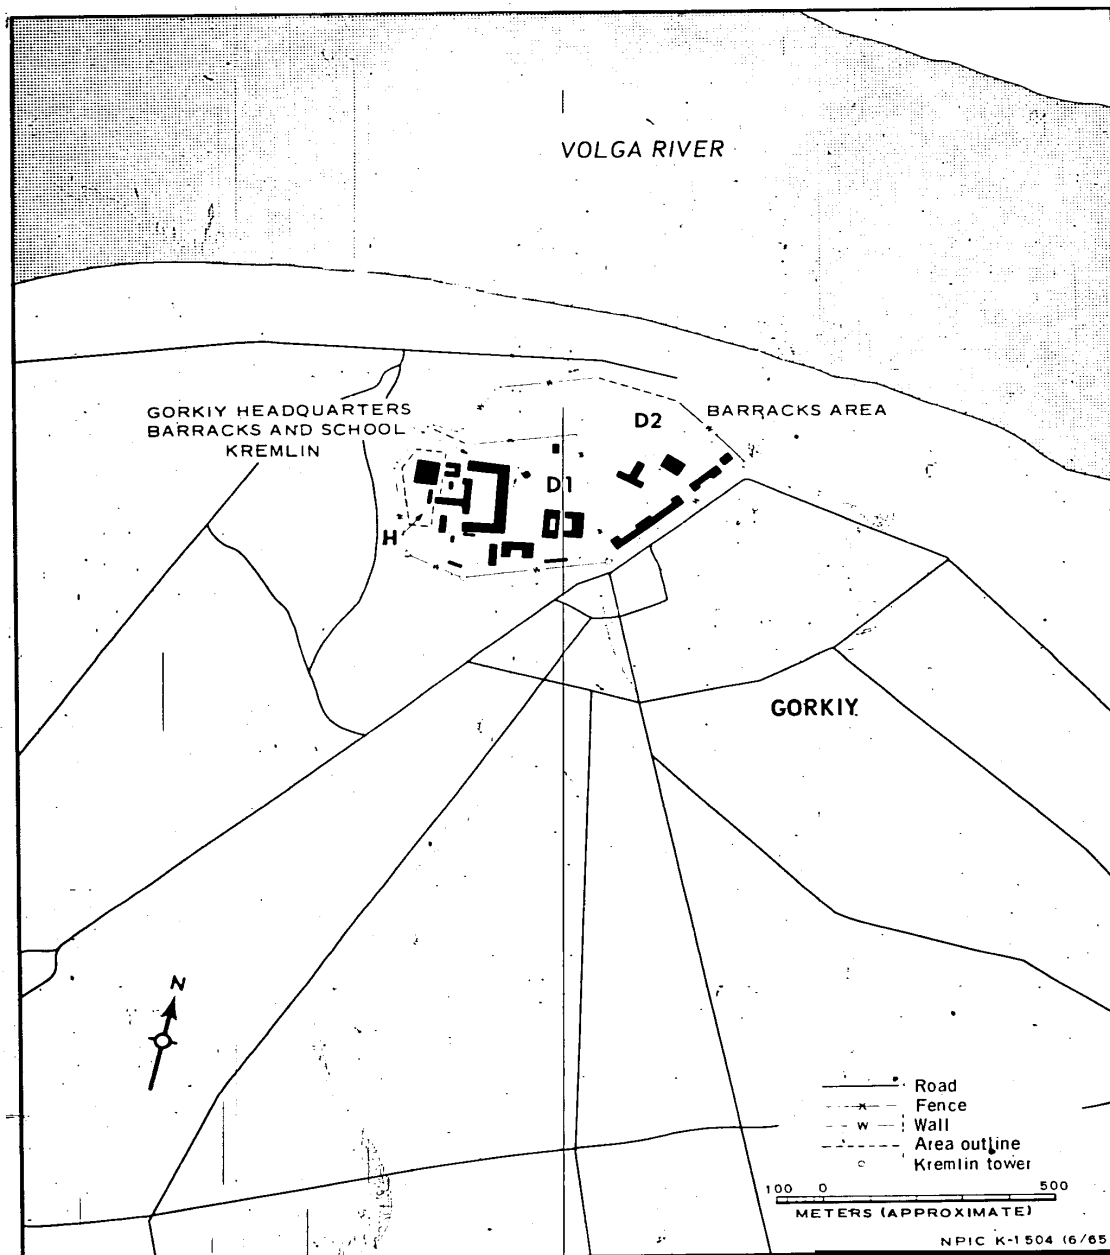 VOLGA RIVER
GORKIY HEADQUARTERS
BARRACKS AND SCHOOL
KREMLIN
BARRACKS AREA
D2
D1
H
GORKIY
N
Road
x Fence
w Wall
Area outline
Kremlin tower
100 0 500
METERS (APPROXIMATE)
NPIC K-1504 (6/65